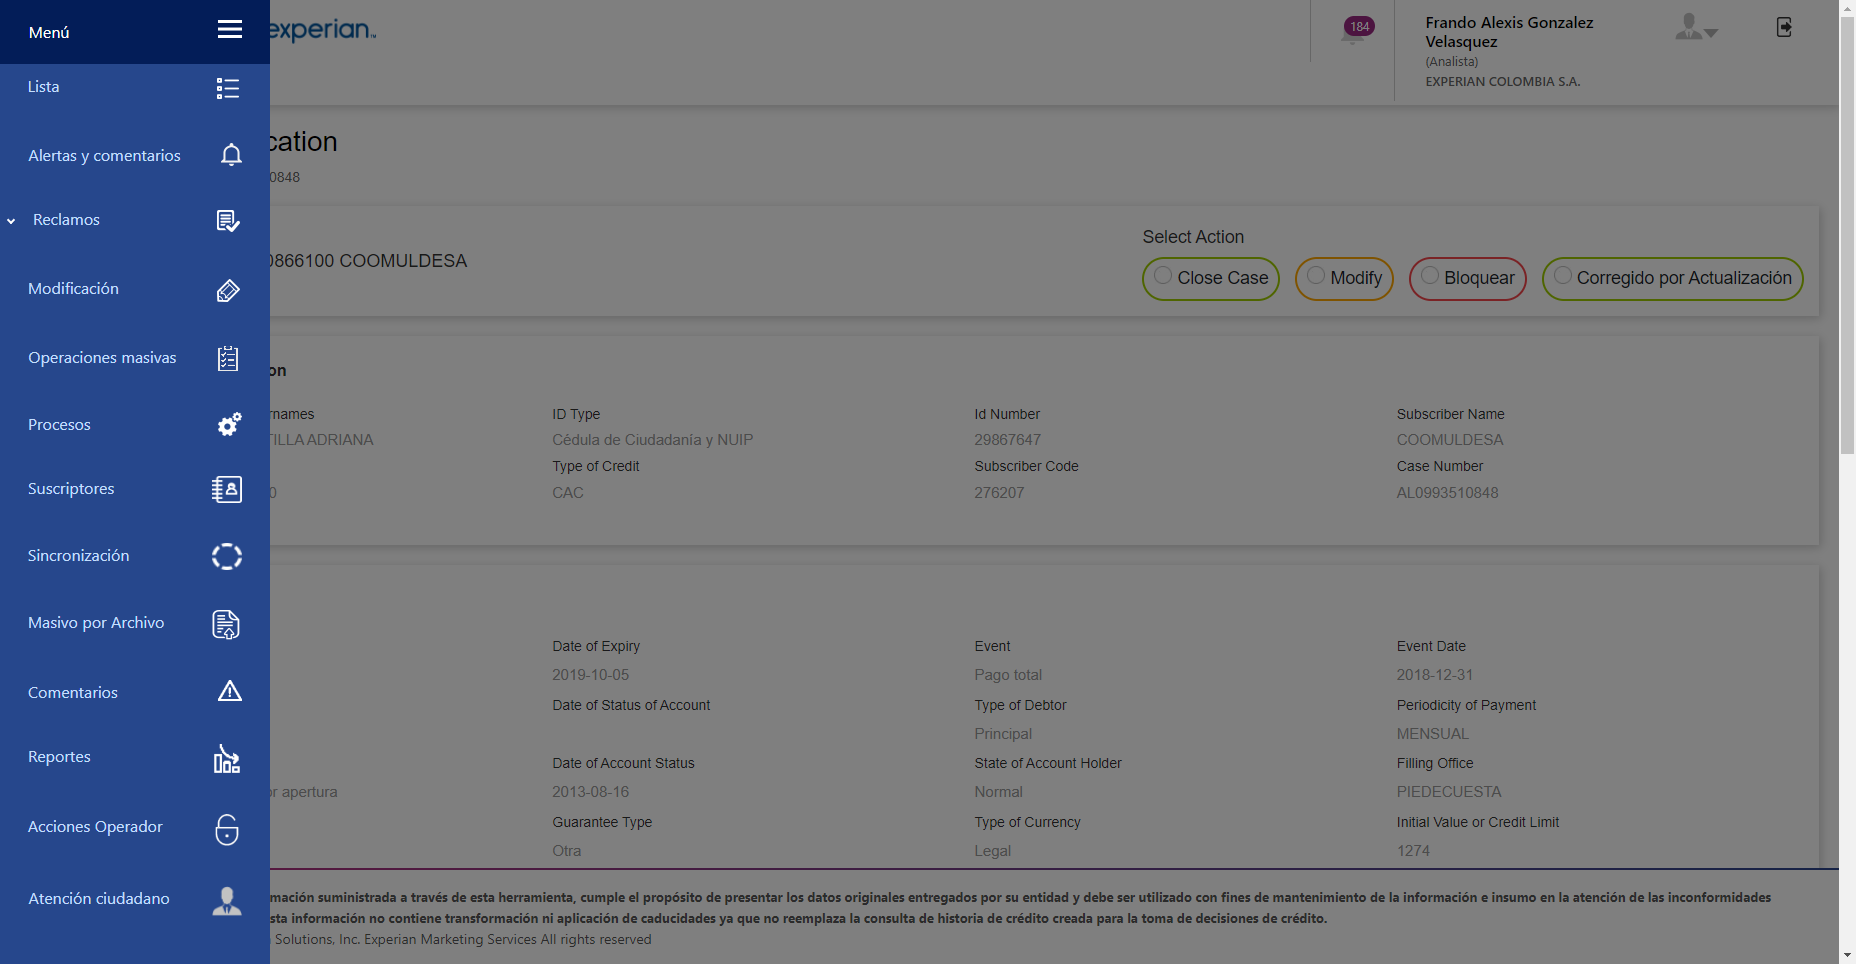 Menú
experian™
184
Frando Alexis Gonzalez
Velasquez
(Analista)
EXPERIAN COLOMBIA S.A.
Lista
Alertas y comentarios
Reclamos
Modificación
Operaciones masivas
Procesos
Suscriptores
Sincronización
Masivo por Archivo
Comentarios
Reportes
Acciones Operador
Atención ciudadano
cation
0848
0866100 COOMULDESA
Select Action
Close Case
Modify
Bloquear
Corregido por Actualización
on
rnames
ID Type
Id Number
Subscriber Name
TILLA ADRIANA
Cédula de Ciudadanía y NUIP
29867647
COOMULDESA
Type of Credit
Subscriber Code
Case Number
0
CAC
276207
AL0993510848
Date of Expiry
Event
Event Date
2019-10-05
Pago total
2018-12-31
Date of Status of Account
Type of Debtor
Periodicity of Payment
Principal
MENSUAL
Date of Account Status
State of Account Holder
Filling Office
or apertura
2013-08-16
Normal
PIEDECUESTA
Guarantee Type
Type of Currency
Initial Value or Credit Limit
Otra
Legal
1274
mación suministrada a través de esta herramienta, cumple el propósito de presentar los datos originales entregados por su entidad y debe ser utilizado con fines de mantenimiento de la información e insumo en la atención de las inconformidades
sta información no contiene transformación ni aplicación de caducidades ya que no reemplaza la consulta de historia de crédito creada para la toma de decisiones de crédito.
Solutions, Inc. Experian Marketing Services All rights reserved